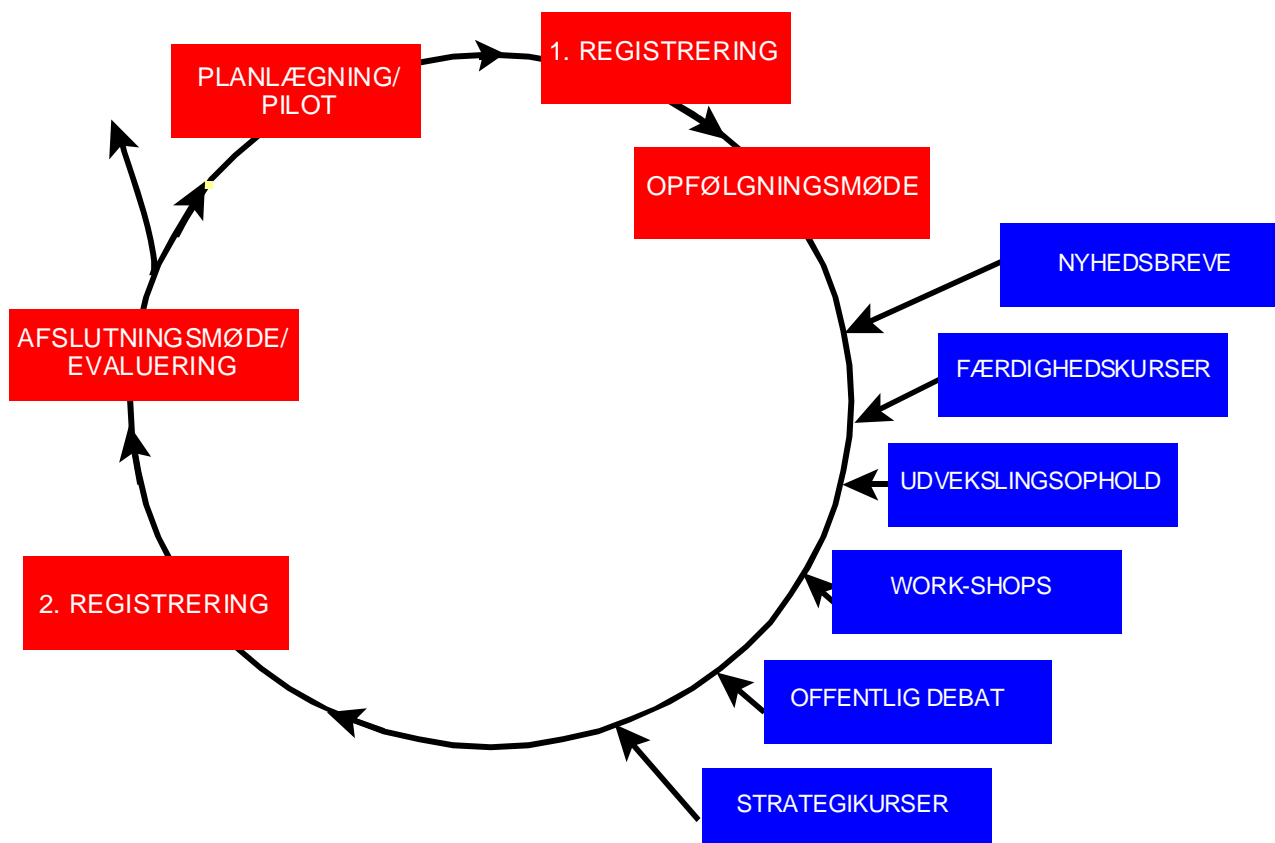 PLANLÆGNING/
PILOT
1. REGISTRERING
OPFØLGNINGSMØDE
NYHEDSBREVE
FÆRDIGHEDSKURSER
UDVEKSLINGSOPHOLD
WORK-SHOPS
OFFENTLIG DEBAT
STRATEGIKURSER
2. REGISTRERING
AFSLUTNINGSMØDE/
EVALUERING